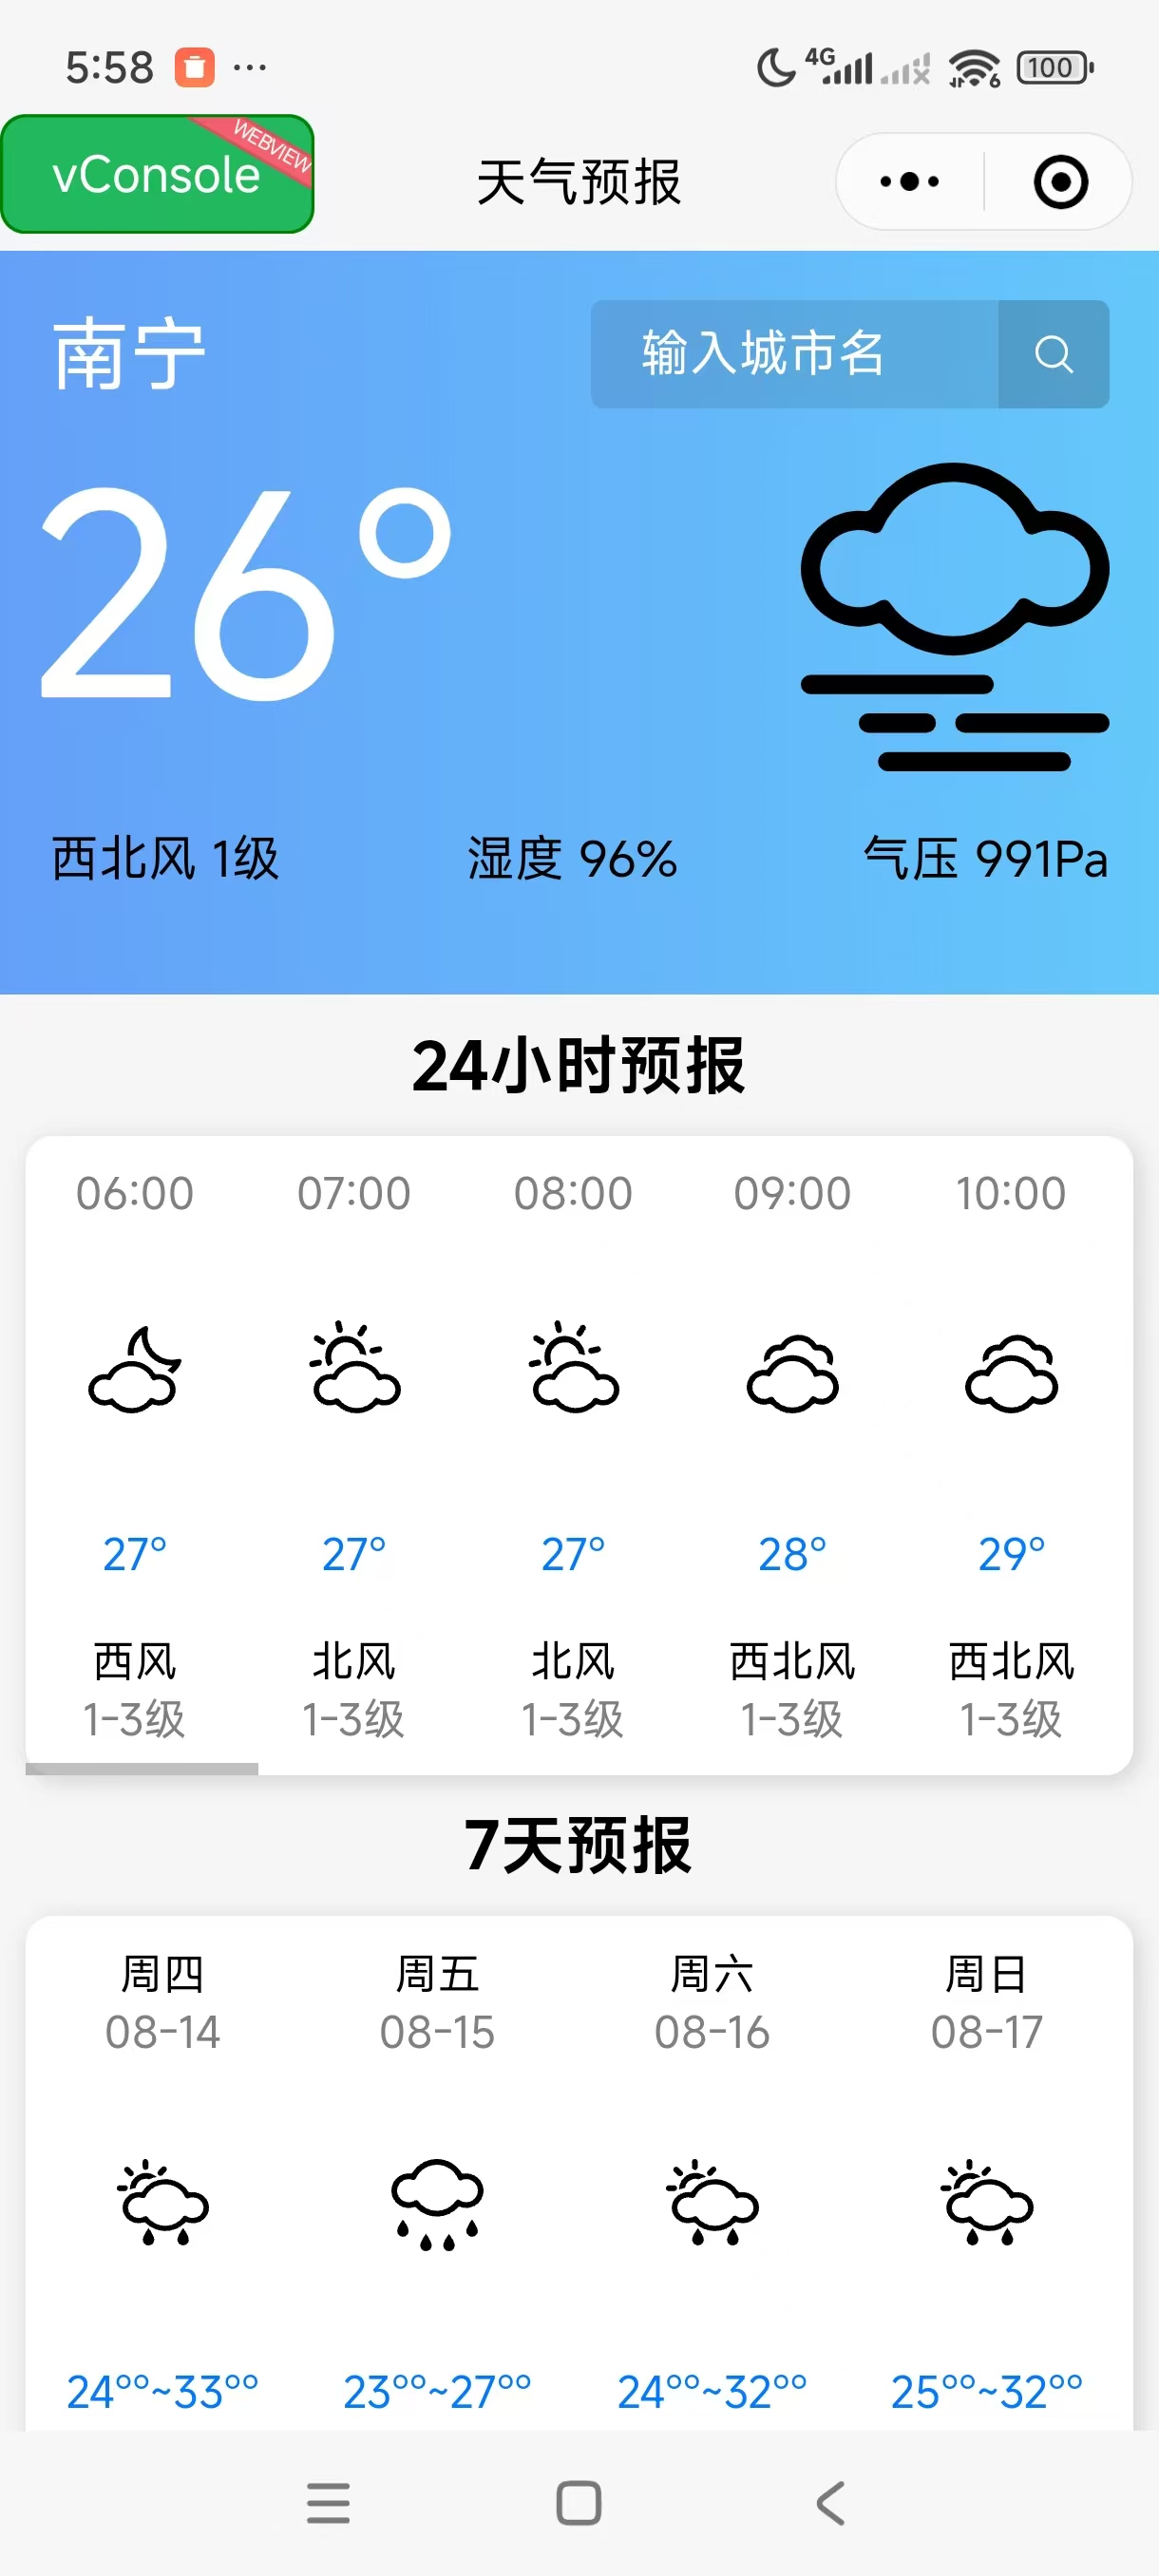 5:58 ... 4G 6 100
vConsole WEBVIEW 天气预报
南宁 输入城市名
26°
西北风 1级 湿度 96% 气压 991Pa
24小时预报
06:00 07:00 08:00 09:00 10:00
27° 27° 27° 28° 29°
西风 北风 北风 西北风 西北风
1-3级 1-3级 1-3级 1-3级 1-3级
7天预报
周四 周五 周六 周日
08-14 08-15 08-16 08-17
24°°~33°° 23°°~27°° 24°°~32°° 25°°~32°°